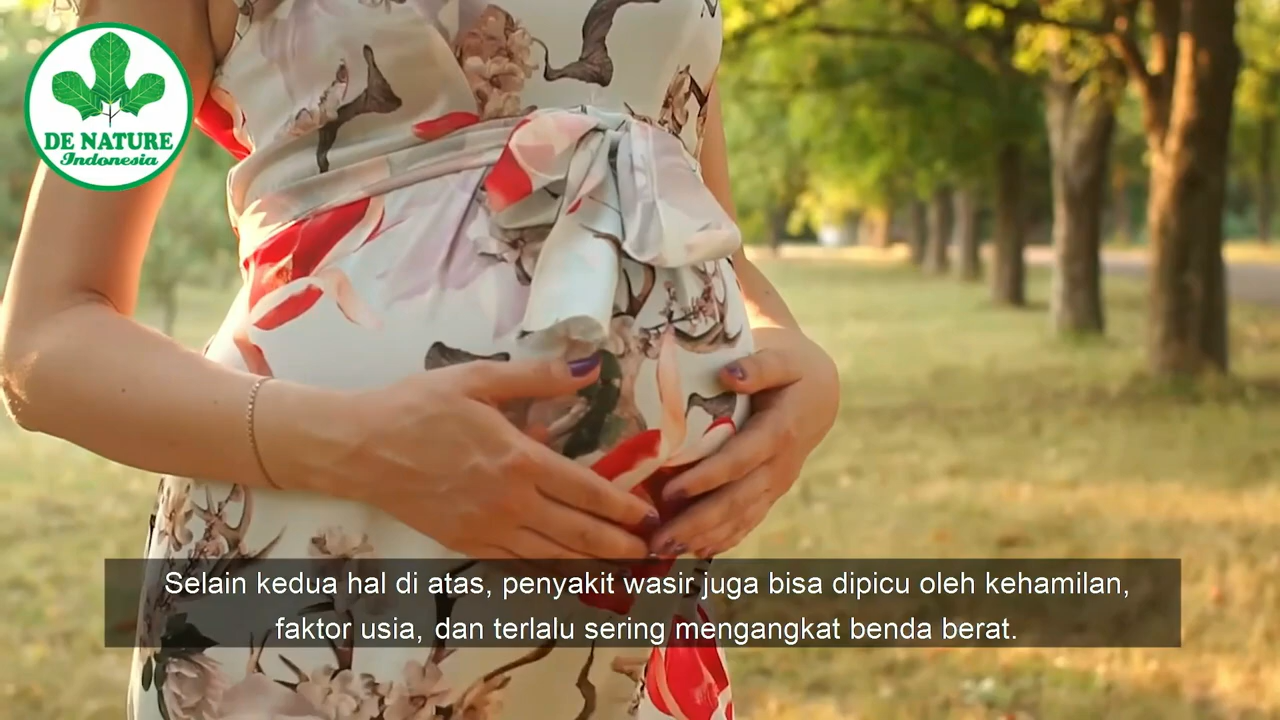 DE NATURE
Indonesia
Selain kedua hal di atas, penyakit wasir juga bisa dipicu oleh kehamilan,
faktor usia, dan terlalu sering mengangkat benda berat.